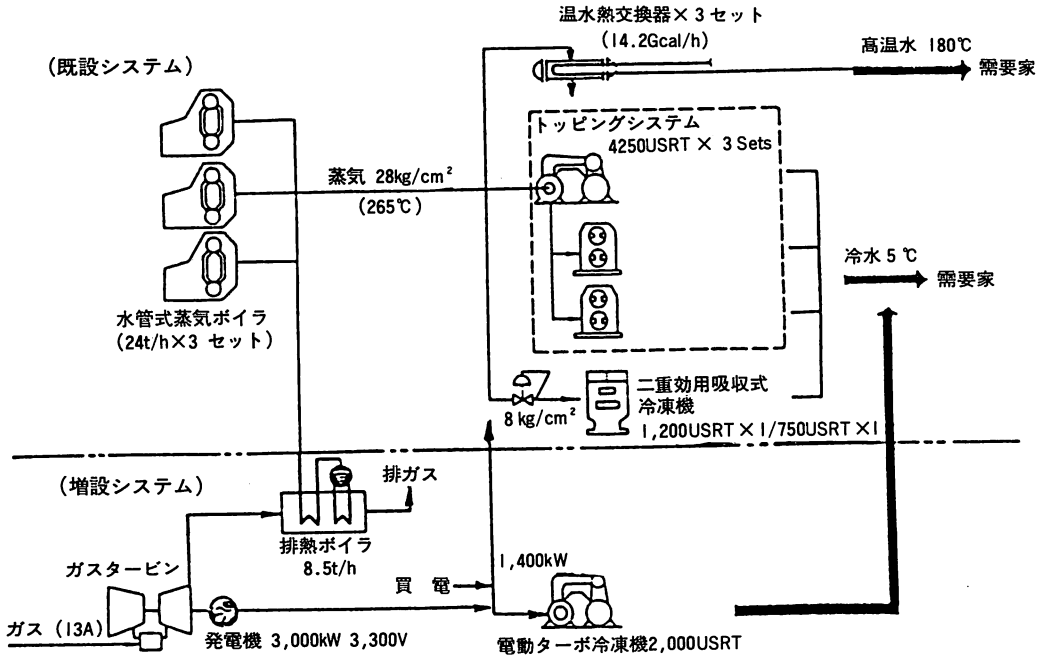 温水熱交換器×3セット
(14.2Gcal/h)
高温水 180℃
需要家
(既設システム)
トッピングシステム
4250USRT × 3 Sets
蒸気 28kg/cm²
(265℃)
冷水 5℃
需要家
水管式蒸気ボイラ
(24t/h×3 セット)
二重効用吸収式
冷凍機
8kg/cm²
1,200USRT×1/750USRT×1
(増設システム)
排ガス
排熱ボイラ
8.5t/h
ガスタービン
1,400kW
買 電
ガス (13A)
発電機 3,000kW 3,300V
電動ターボ冷凍機2,000USRT